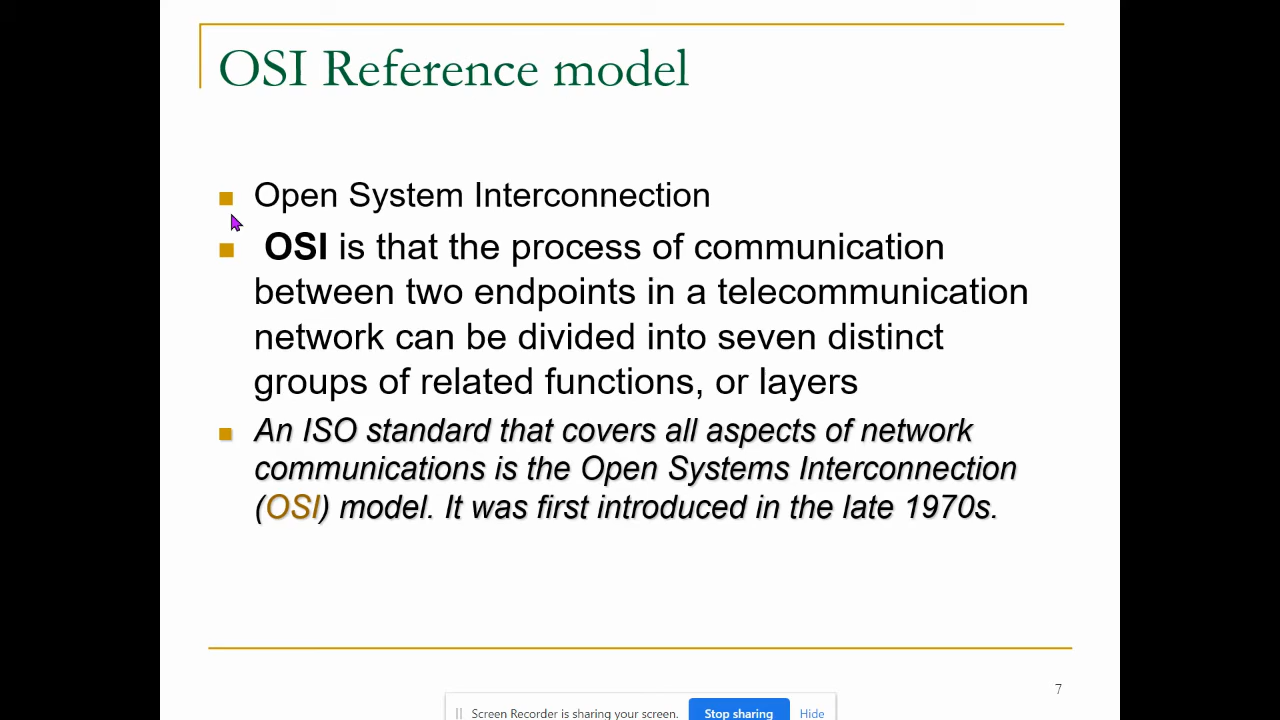 OSI Reference model
Open System Interconnection
OSI is that the process of communication
between two endpoints in a telecommunication
network can be divided into seven distinct
groups of related functions, or layers
An ISO standard that covers all aspects of network
communications is the Open Systems Interconnection
(OSI) model. It was first introduced in the late 1970s.
7
Screen Recorder is sharing your screen.
Stop sharing
Hide